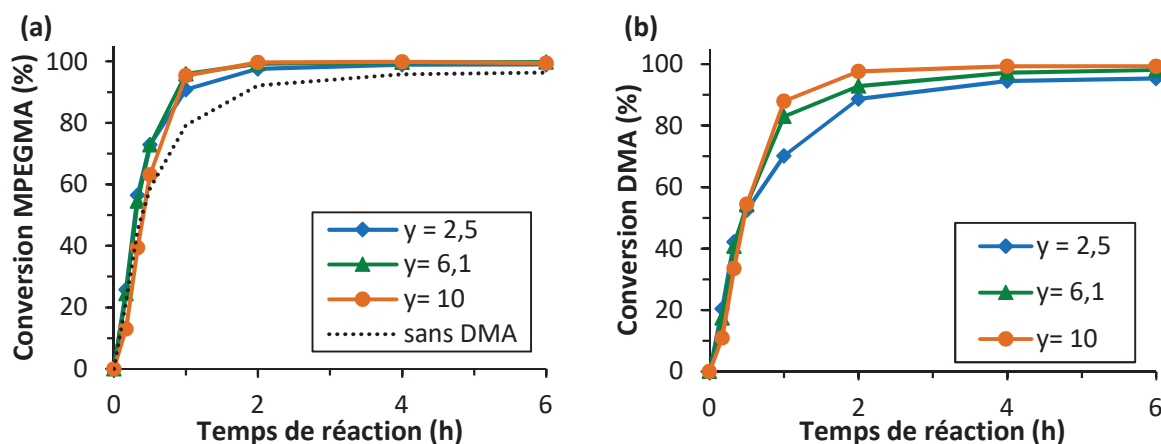 (a)
Conversion MPEGMA (%)
100
80
60
40
20
0
y = 2,5
y= 6,1
y= 10
sans DMA
0
2
4
6
Temps de réaction (h)
(b)
Conversion DMA (%)
100
80
60
40
20
0
y = 2,5
y= 6,1
y= 10
0
2
4
6
Temps de réaction (h)